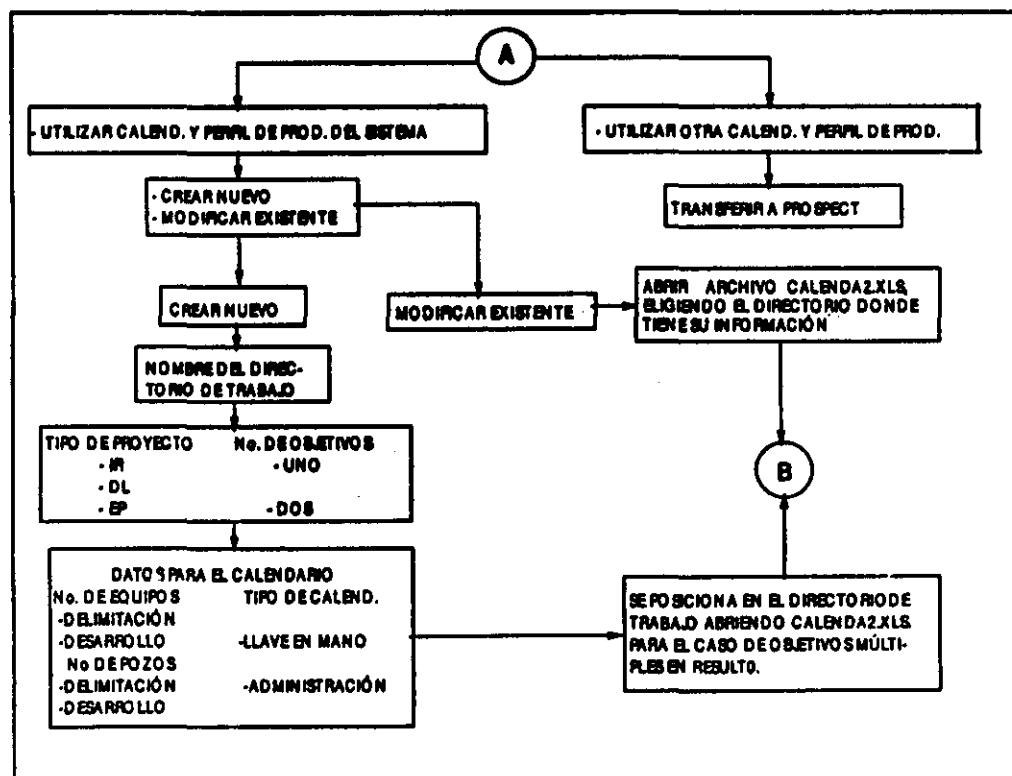 A
- UTILIZAR CALEND. Y PERFIL DE PROD. DEL SISTEMA
- UTILIZAR OTRA CALEND. Y PERFIL DE PROD.
- CREAR NUEVO
- MODIFICAR EXISTENTE
TRANSFERIR A PROSPECT
CREAR NUEVO
MODIFICAR EXISTENTE
ABRIR ARCHIVO CALENDA2.XLS,
ELIGIENDO EL DIRECTORIO DONDE
TIENE SU INFORMACIÓN
NOMBRE DEL DIREC-
TORIO DE TRABAJO
TIPO DE PROYECTO No. DE OBJETIVOS
- IR - UNO
- DL
- EP - DOS
B
DATOS PARA EL CALENDARIO
No. DE EQUIPOS TIPO DE CALEND.
-DELIMITACIÓN
-DESARROLLO -LLAVE EN MANO
No DE POZOS
-DELIMITACIÓN -ADMINISTRACIÓN
-DESARROLLO
SE POSICIONA EN EL DIRECTORIO DE
TRABAJO ABRIENDO CALENDA2.XLS.
PARA EL CASO DE OBJETIVOS MÚLTI-
PLES EN RESULTO.